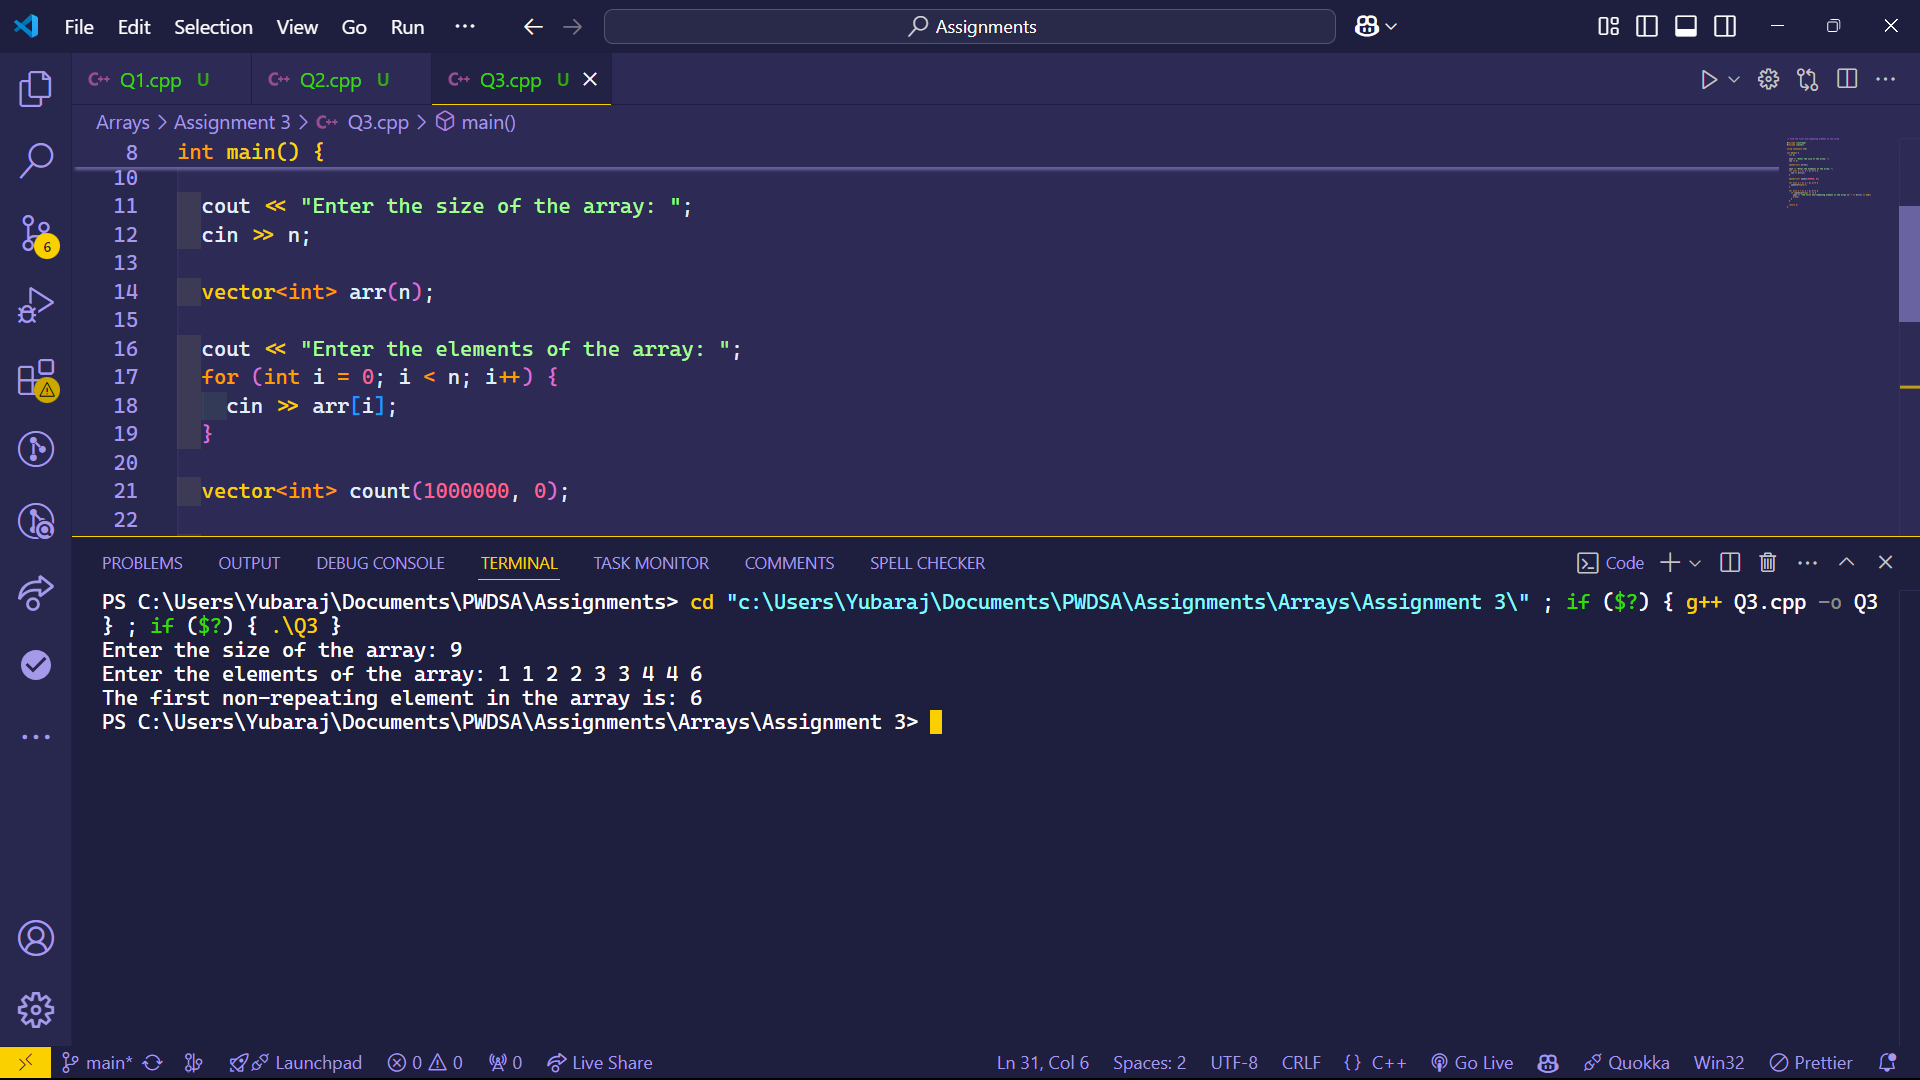 File Edit Selection View Go Run ··· Assignments
C++ Q1.cpp U C++ Q2.cpp U C++ Q3.cpp U
Arrays > Assignment 3 > C++ Q3.cpp > main()
8 int main() {
10
11 cout << "Enter the size of the array: ";
12 cin >> n;
13
14 vector<int> arr(n);
15
16 cout << "Enter the elements of the array: ";
17 for (int i = 0; i < n; i++) {
18 cin >> arr[i];
19 }
20
21 vector<int> count(1000000, 0);
22
6
PROBLEMS OUTPUT DEBUG CONSOLE TERMINAL TASK MONITOR COMMENTS SPELL CHECKER Code
PS C:\Users\Yubaraj\Documents\PWDSA\Assignments> cd "c:\Users\Yubaraj\Documents\PWDSA\Assignments\Arrays\Assignment 3\" ; if ($?) { g++ Q3.cpp -o Q3
} ; if ($?) { .\Q3 }
Enter the size of the array: 9
Enter the elements of the array: 1 1 2 2 3 3 4 4 6
The first non-repeating element in the array is: 6
PS C:\Users\Yubaraj\Documents\PWDSA\Assignments\Arrays\Assignment 3>
main* Launchpad 0 0 0 Live Share Ln 31, Col 6 Spaces: 2 UTF-8 CRLF {} C++ Go Live Quokka Win32 Prettier